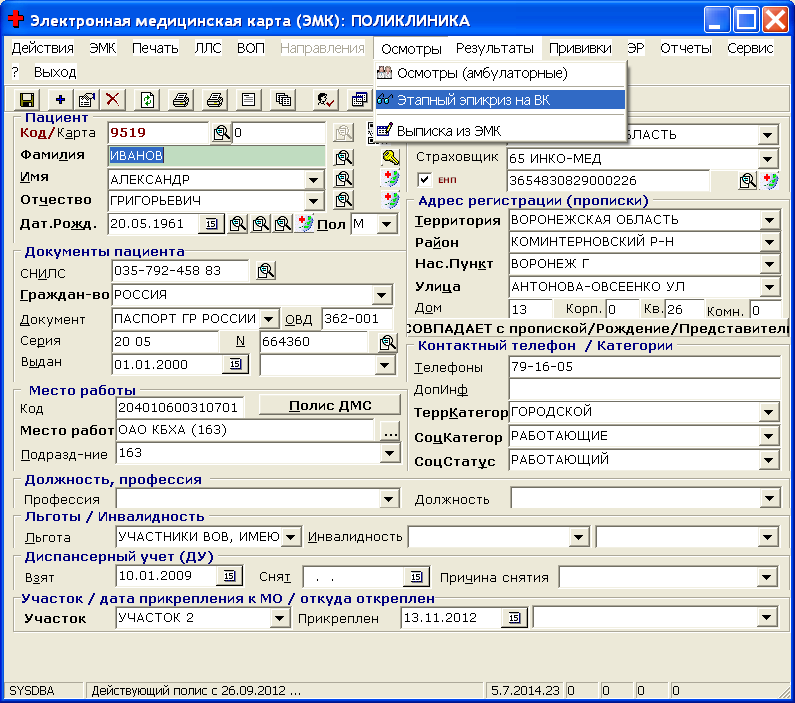 Электронная медицинская карта (ЭМК): ПОЛИКЛИНИКА
Действия ЭМК Печать ЛЛС ВОП Направления Осмотры Результаты Прививки ЭР Отчеты Сервис
? Выход
Осмотры (амбулаторные)
Этапный эпикриз на ВК
Выписка из ЭМК
Пациент
Код/Карта 9519 0
Фамилия ИВАНОВ
Имя АЛЕКСАНДР
Отчество ГРИГОРЬЕВИЧ
Дат.Рожд. 20.05.1961 15 Пол М
ЛАСТЬ
Страховщик 65 ИНКО-МЕД
ЕНП 3654830829000226
Адрес регистрации (прописки)
Территория ВОРОНЕЖСКАЯ ОБЛАСТЬ
Район КОМИНТЕРНОВСКИЙ Р-Н
Нас.Пункт ВОРОНЕЖ Г
Улица АНТОНОВА-ОВСЕЕНКО УЛ
Дом 13 Корп. 0 Кв. 26 Комн. 0
СОВПАДАЕТ с пропиской/Рождение/Представител
Документы пациента
СНИЛС 035-792-458 83
Граждан-во РОССИЯ
Документ ПАСПОРТ ГР РОССИИ ОВД 362-001
Серия 20 05 N 664360
Выдан 01.01.2000 15
Контактный телефон / Категории
Телефоны 79-16-05
ДопИнф
ТеррКатегор ГОРОДСКОЙ
СоцКатегор РАБОТАЮЩИЕ
СоцСтатус РАБОТАЮЩИЙ
Место работы
Код 204010600310701 Полис ДМС
Место работ ОАО КБХА (163) ...
Подразд-ние 163
Должность, профессия
Профессия Должность
Льготы / Инвалидность
Льгота УЧАСТНИКИ ВОВ, ИМЕЮ Инвалидность
Диспансерный учет (ДУ)
Взят 10.01.2009 15 Снят . . 15 Причина снятия
Участок / дата прикрепления к МО / откуда откреплен
Участок УЧАСТОК 2 Прикреплен 13.11.2012 15
SYSDBA Действующий полис с 26.09.2012 ... 5.7.2014.23 0 0 0 0